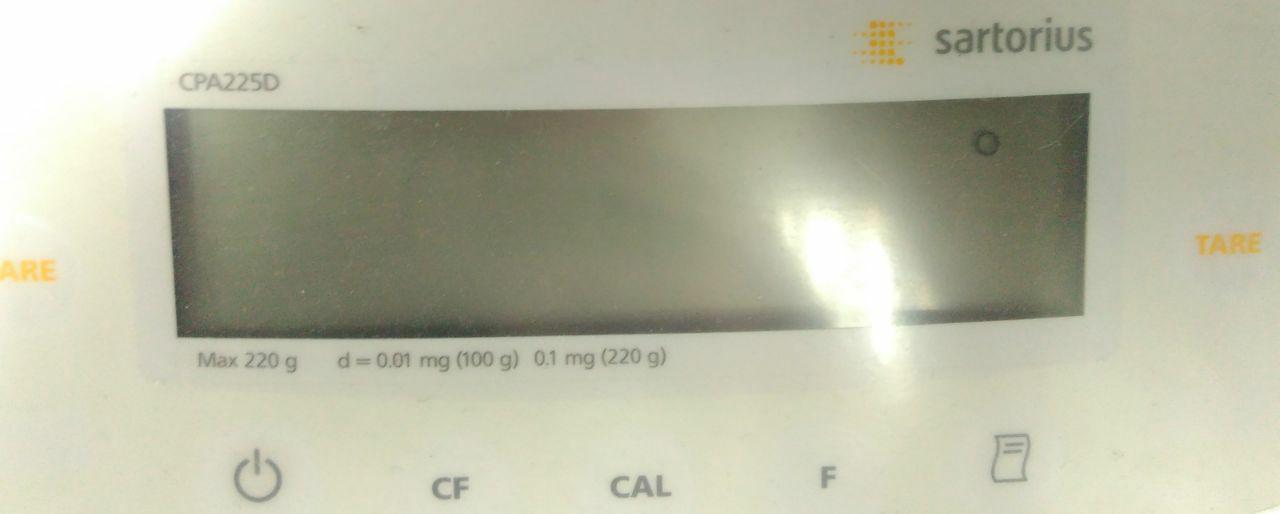 sartorius
CPA225D
O
ARE
TARE
Max 220 g d = 0.01 mg (100 g) 0.1 mg (220 g)
CF CAL F